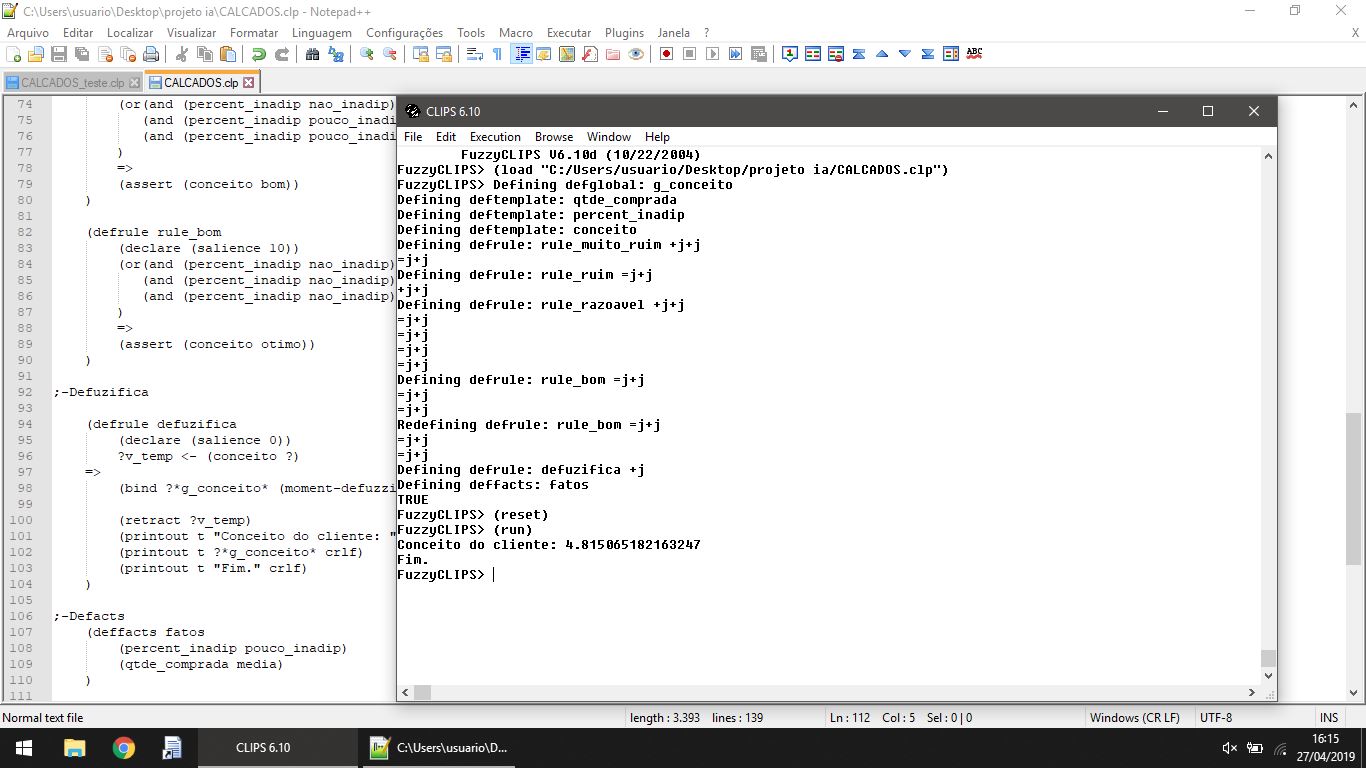 C:\Users\usuario\Desktop\projeto ia\CALCADOS.clp - Notepad++
Arquivo Editar Localizar Visualizar Formatar Linguagem Configurações Tools Macro Executar Plugins Janela ? X
CALCADOS_teste.clp CALCADOS.clp
74 (or(and (percent_inadip nao_inadip)
75 (and (percent_inadip pouco_inadi
76 (and (percent_inadip pouco_inadi
77 )
78 =>
79 (assert (conceito bom))
80 )
81
82 (defrule rule_bom
83 (declare (salience 10))
84 (or(and (percent_inadip nao_inadip)
85 (and (percent_inadip nao_inadip)
86 (and (percent_inadip nao_inadip)
87 )
88 =>
89 (assert (conceito otimo))
90 )
91
92 ;-Defuzifica
93
94 (defrule defuzifica
95 (declare (salience 0))
96 ?v_temp <- (conceito ?)
97 =>
98 (bind ?*g_conceito* (moment-defuzzi
99
100 (retract ?v_temp)
101 (printout t "Conceito do cliente: "
102 (printout t ?*g_conceito* crlf)
103 (printout t "Fim." crlf)
104 )
105
106 ;-Defacts
107 (deffacts fatos
108 (percent_inadip pouco_inadip)
109 (qtde_comprada media)
110 )
111
CLIPS 6.10
File Edit Execution Browse Window Help
FuzzyCLIPS V6.10d (10/22/2004)
FuzzyCLIPS> (load "C:/Users/usuario/Desktop/projeto ia/CALCADOS.clp")
FuzzyCLIPS> Defining defglobal: g_conceito
Defining deftemplate: qtde_comprada
Defining deftemplate: percent_inadip
Defining deftemplate: conceito
Defining defrule: rule_muito_ruim +j+j
=j+j
Defining defrule: rule_ruim =j+j
+j+j
Defining defrule: rule_razoavel +j+j
=j+j
=j+j
=j+j
=j+j
Defining defrule: rule_bom =j+j
=j+j
=j+j
Redefining defrule: rule_bom =j+j
=j+j
=j+j
Defining defrule: defuzifica +j
Defining deffacts: fatos
TRUE
FuzzyCLIPS> (reset)
FuzzyCLIPS> (run)
Conceito do cliente: 4.815065182163247
Fim.
FuzzyCLIPS>
Normal text file length : 3.393 lines : 139 Ln : 112 Col : 5 Sel : 0 | 0 Windows (CR LF) UTF-8 INS
CLIPS 6.10 C:\Users\usuario\D...
16:15
27/04/2019